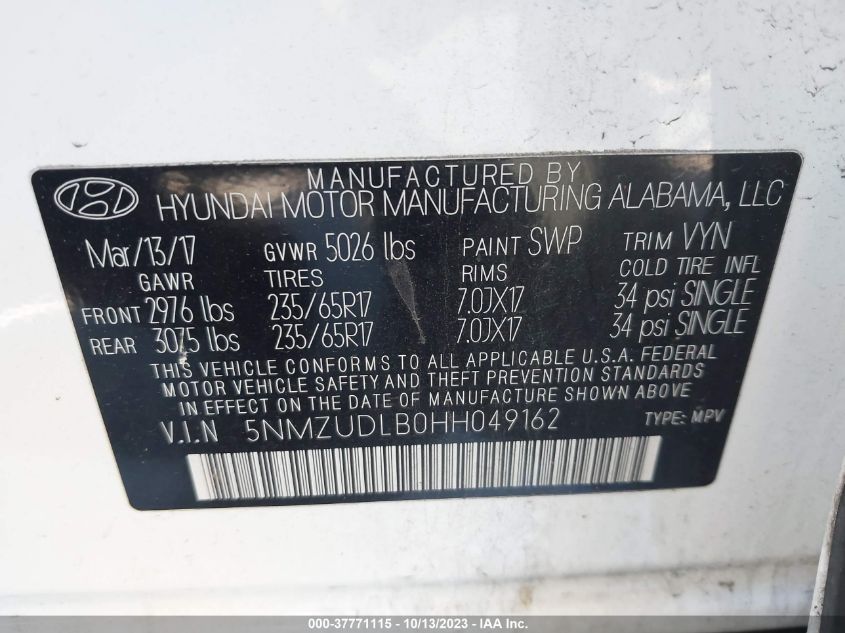 MANUFACTURED BY
HYUNDAI MOTOR MANUFACTURING ALABAMA, LLC
Mar/13/17 GVWR 5026 lbs PAINT SWP TRIM VYN
GAWR TIRES RIMS COLD TIRE INFL
FRONT 2976 lbs 235/65R17 7.0JX17 34 psi SINGLE
REAR 3075 lbs 235/65R17 7.0JX17 34 psi SINGLE
THIS VEHICLE CONFORMS TO ALL APPLICABLE U.S.A. FEDERAL
MOTOR VEHICLE SAFETY AND THEFT PREVENTION STANDARDS
IN EFFECT ON THE DATE OF MANUFACTURE SHOWN ABOVE
V.I.N 5NMZUDLB0HH049162 TYPE: MPV
000-37771115 - 10/13/2023 - IAA Inc.